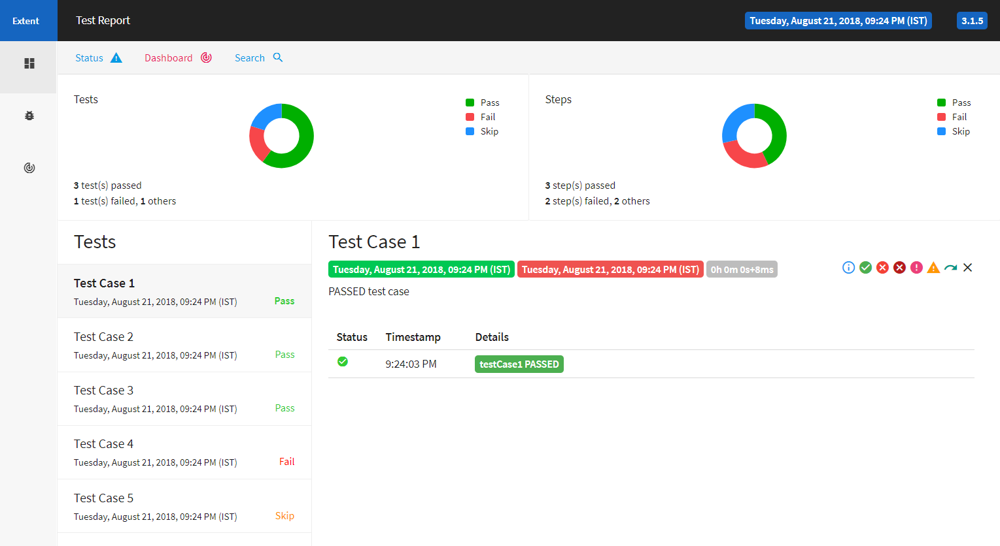 Extent
Test Report
Tuesday, August 21, 2018, 09:24 PM (IST)
3.1.5
Status
Dashboard
Search
Tests
Pass
Fail
Skip
3 test(s) passed
1 test(s) failed, 1 others
Steps
Pass
Fail
Skip
3 step(s) passed
2 step(s) failed, 2 others
Tests
Test Case 1
Tuesday, August 21, 2018, 09:24 PM (IST) Pass
Test Case 2
Tuesday, August 21, 2018, 09:24 PM (IST) Pass
Test Case 3
Tuesday, August 21, 2018, 09:24 PM (IST) Pass
Test Case 4
Tuesday, August 21, 2018, 09:24 PM (IST) Fail
Test Case 5
Tuesday, August 21, 2018, 09:24 PM (IST) Skip
Test Case 1
Tuesday, August 21, 2018, 09:24 PM (IST) Tuesday, August 21, 2018, 09:24 PM (IST) 0h 0m 0s+8ms
PASSED test case
Status Timestamp Details
9:24:03 PM testCase1 PASSED